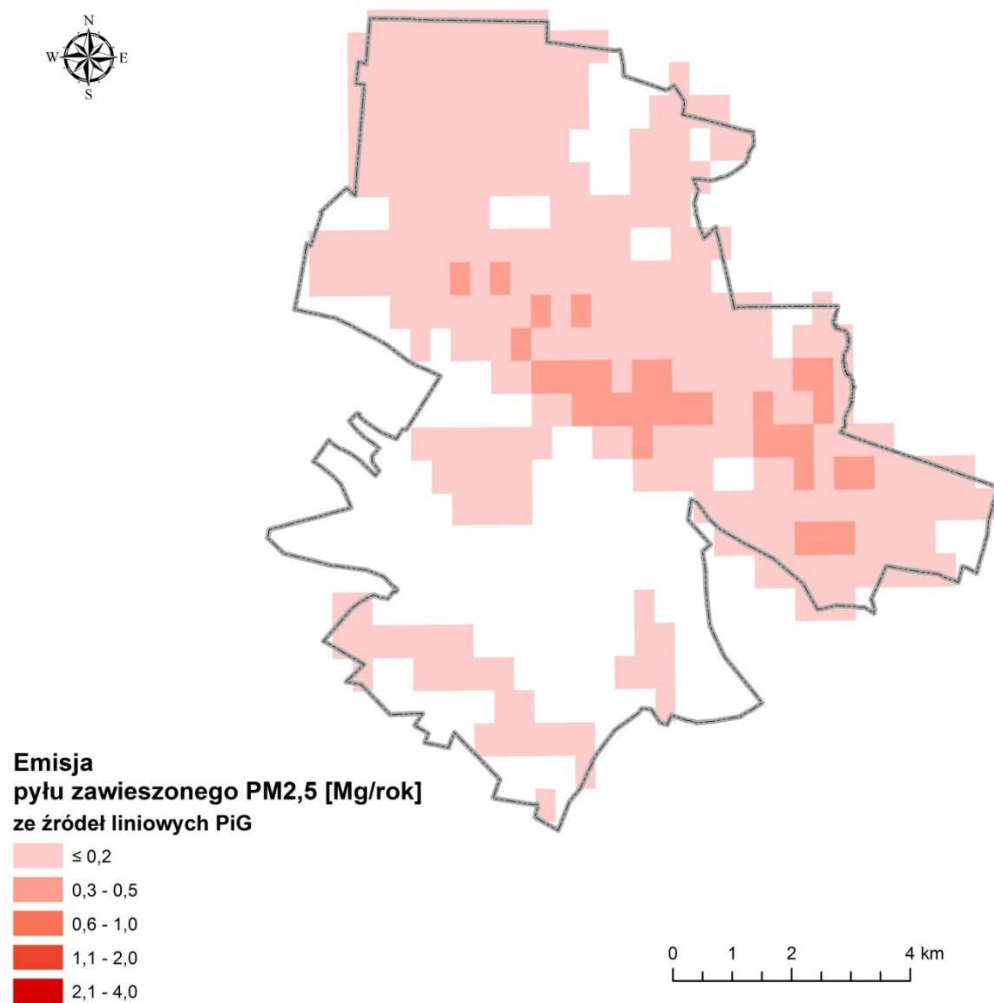 N
W E
S
Emisja
pyłu zawieszonego PM2,5 [Mg/rok]
ze źródeł liniowych PiG
≤ 0,2
0,3 - 0,5
0,6 - 1,0
1,1 - 2,0
2,1 - 4,0
0 1 2 4 km